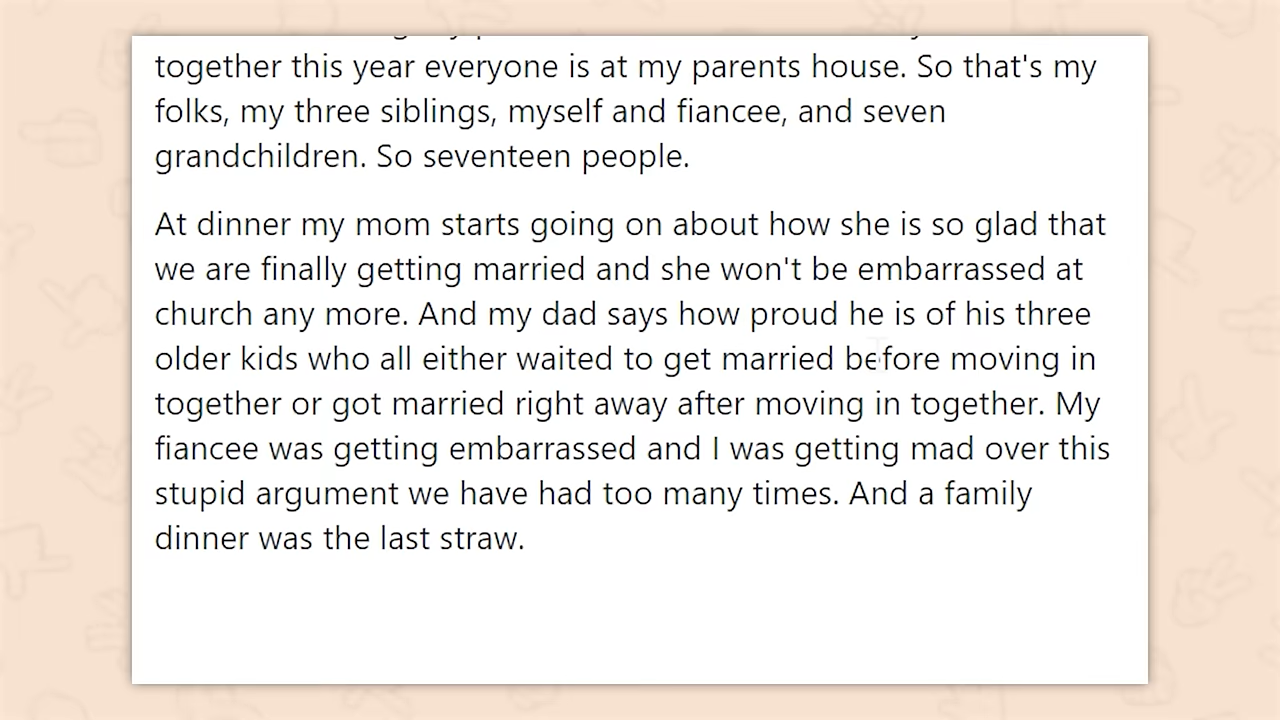 together this year everyone is at my parents house. So that's my
folks, my three siblings, myself and fiancee, and seven
grandchildren. So seventeen people.
At dinner my mom starts going on about how she is so glad that
we are finally getting married and she won't be embarrassed at
church any more. And my dad says how proud he is of his three
older kids who all either waited to get married before moving in
together or got married right away after moving in together. My
fiancee was getting embarrassed and I was getting mad over this
stupid argument we have had too many times. And a family
dinner was the last straw.